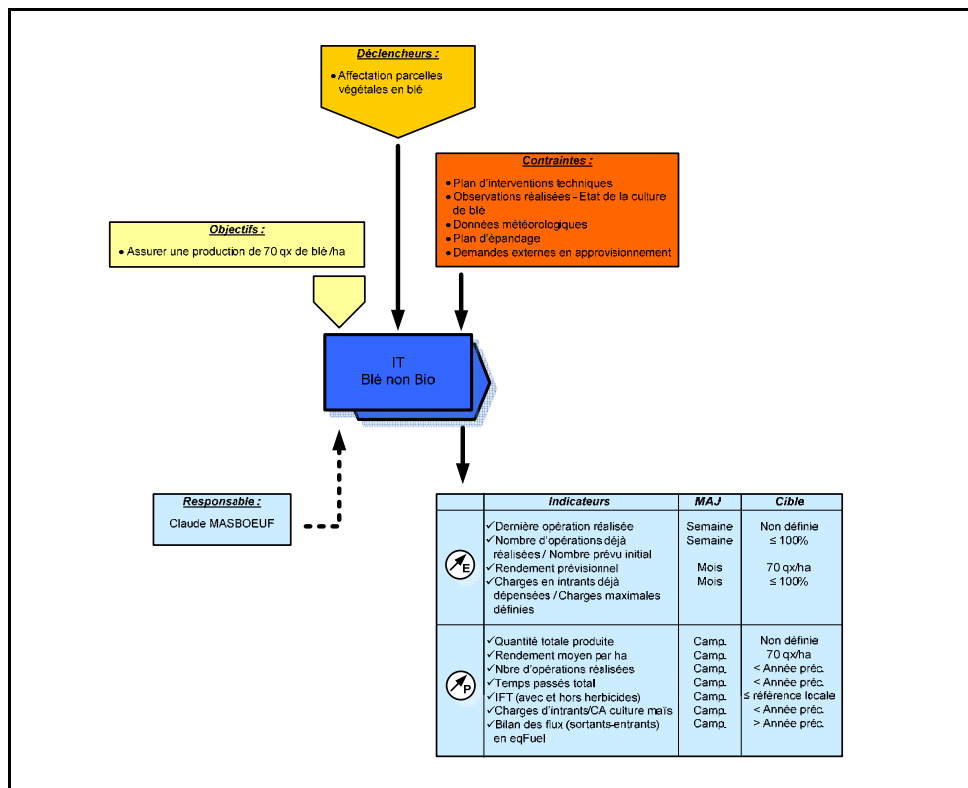 Déclencheurs :
• Affectation parcelles
végétales en blé
Contraintes :
• Plan d'interventions techniques
• Observations réalisées – Etat de la culture
de blé
• Données météorologiques
• Plan d'épandage
• Demandes externes en approvisionnement
Objectifs :
• Assurer une production de 70 qx de blé /ha
IT
Blé non Bio
Responsable :
Claude MASBOEUF
Indicateurs MAJ Cible
E
✓Dernière opération réalisée Semaine Non définie
✓Nombre d'opérations déjà Semaine ≤ 100%
réalisées / Nombre prévu initial
✓Rendement prévisionnel Mois 70 qx/ha
✓Charges en intrants déjà Mois ≤ 100%
dépensées / Charges maximales
définies
P
✓Quantité totale produite Camp. Non définie
✓Rendement moyen par ha Camp. 70 qx/ha
✓Nbre d'opérations réalisées Camp. < Année préc.
✓Temps passés total Camp. < Année préc.
✓IFT (avec et hors herbicides) Camp. ≤ référence locale
✓Charges d'intrants/CA culture maïs Camp. < Année préc.
✓Bilan des flux (sortants-entrants) Camp. > Année préc.
en eqFuel